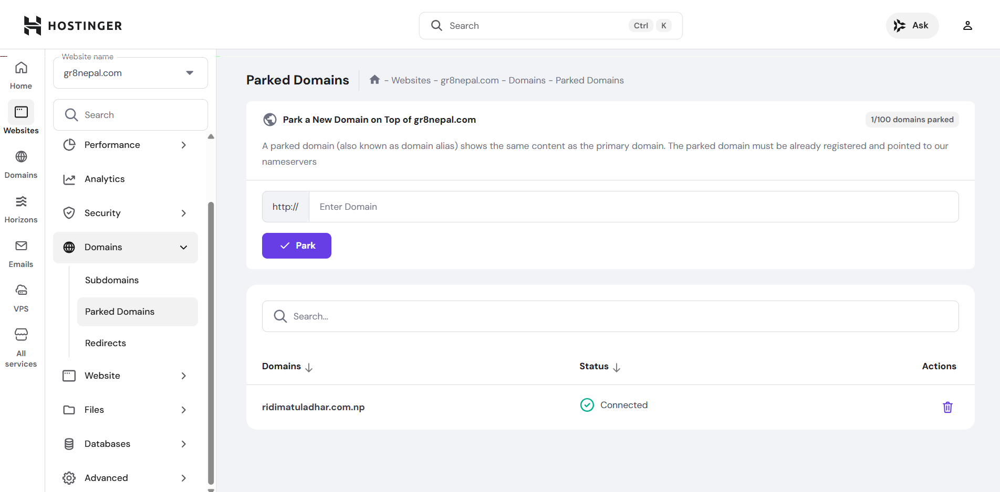 HOSTINGER
Search
Ctrl K
Ask
Home
Websites
Domains
Horizons
Emails
VPS
All
services
Website name
gr8nepal.com
Search
Performance
Analytics
Security
Domains
Subdomains
Parked Domains
Redirects
Website
Files
Databases
Advanced
Parked Domains
- Websites - gr8nepal.com - Domains - Parked Domains
Park a New Domain on Top of gr8nepal.com
1/100 domains parked
A parked domain (also known as domain alias) shows the same content as the primary domain. The parked domain must be already registered and pointed to our
nameservers
http:// Enter Domain
Park
Search...
Domains Status Actions
ridimatuladhar.com.np Connected